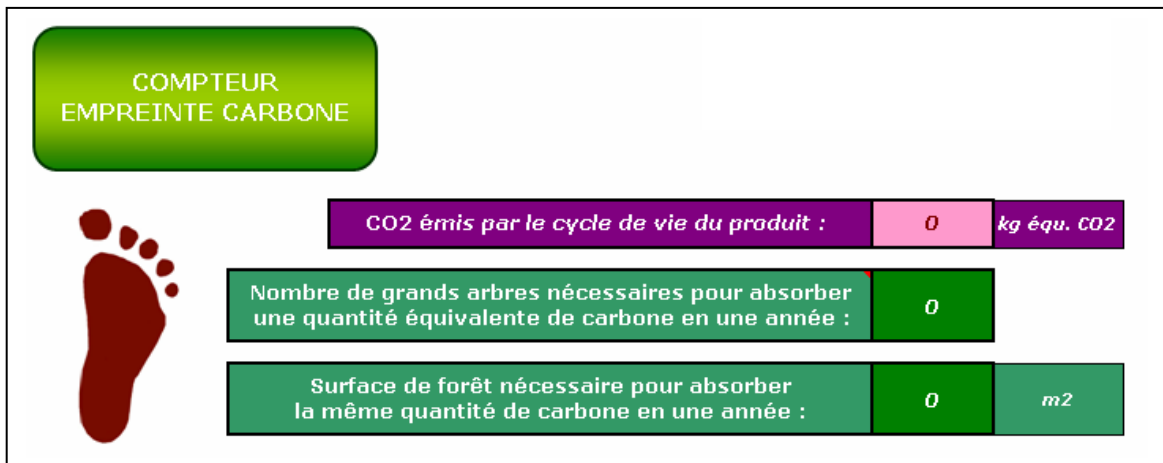 COMPTEUR
EMPREINTE CARBONE
CO2 émis par le cycle de vie du produit : 0 kg équ. CO2
Nombre de grands arbres nécessaires pour absorber
une quantité équivalente de carbone en une année : 0
Surface de forêt nécessaire pour absorber
la même quantité de carbone en une année : 0 m2